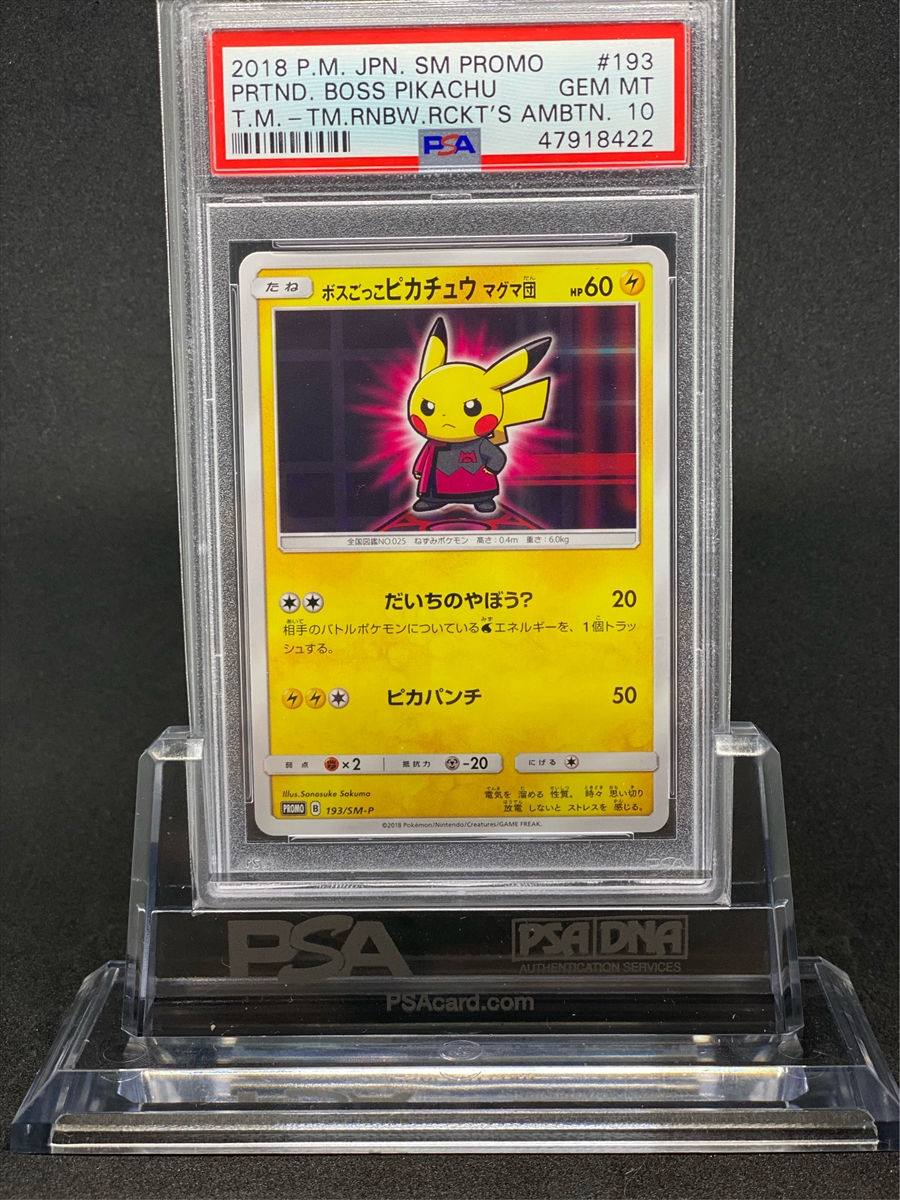 2018 P.M. JPN. SM PROMO #193
PRTND. BOSS PIKACHU GEM MT
T.M.-TM.RNBW.RCKT'S AMBTN. 10
PSA 47918422
たね ボスごっこピカチュウ マグマ団 HP60
全国図鑑NO.025 ねずみポケモン 高さ:0.4m 重さ:6.0kg
だいちのやぼう? 20
相手のバトルポケモンについているエネルギーを、1個トラッ
シュする。
ピカパンチ 50
弱点 ×2 抵抗力 -20 にげる
Illus.Sanosuke Sakuma
電気を 溜める 性質。 時々 思い切り
PROMO B 193/SM-P
放電 しないと ストレスを 感じる。
©2018 Pokémon/Nintendo/Creatures/GAME FREAK.
PSA PSA DNA
AUTHENTICATION SERVICES
PSAcard.com